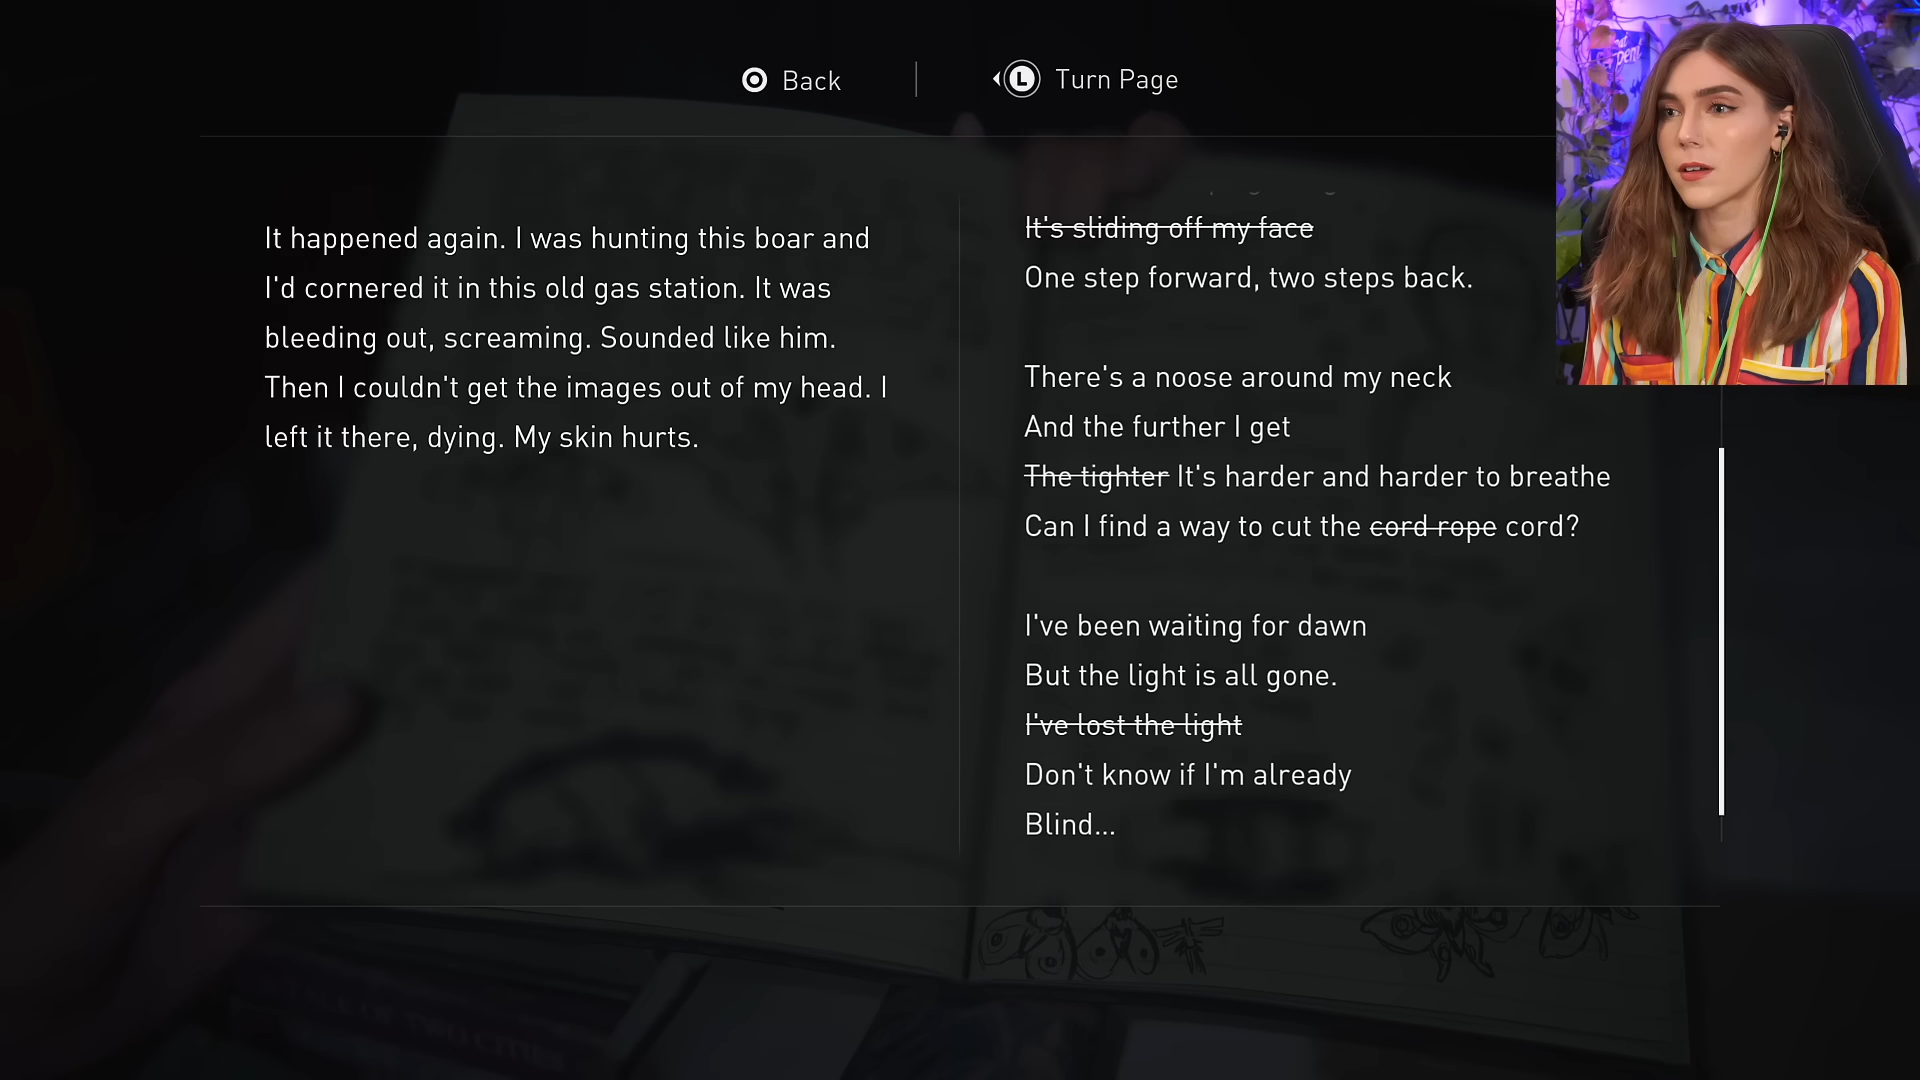 Back
L Turn Page
It happened again. I was hunting this boar and
I'd cornered it in this old gas station. It was
bleeding out, screaming. Sounded like him.
Then I couldn't get the images out of my head. I
left it there, dying. My skin hurts.
It's sliding off my face
One step forward, two steps back.
There's a noose around my neck
And the further I get
The tighter It's harder and harder to breathe
Can I find a way to cut the cord rope cord?
I've been waiting for dawn
But the light is all gone.
I've lost the light
Don't know if I'm already
Blind...